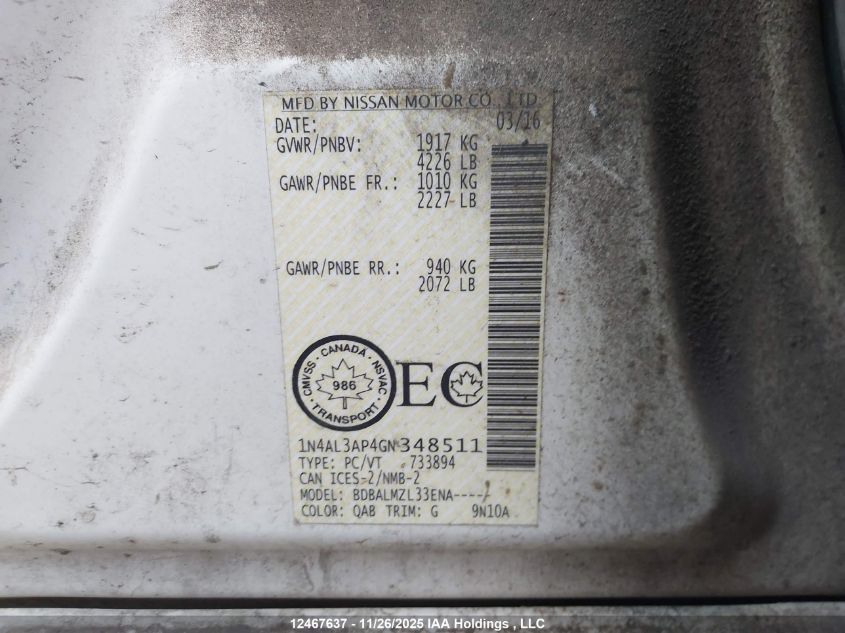 MFD BY NISSAN MOTOR CO., LTD
DATE: 03/16
GVWR/PNBV: 1917 KG
4226 LB
GAWR/PNBE FR.: 1010 KG
2227 LB
GAWR/PNBE RR.: 940 KG
2072 LB
CMVSS · CANADA · NSVAC
986
TRANSPORT
EC
1N4AL3AP4GN348511
TYPE: PC/VT 733894
CAN ICES-2/NMB-2
MODEL: BDBALMZL33ENA-----
COLOR: QAB TRIM: G 9N10A
12467637 - 11/26/2025 IAA Holdings , LLC